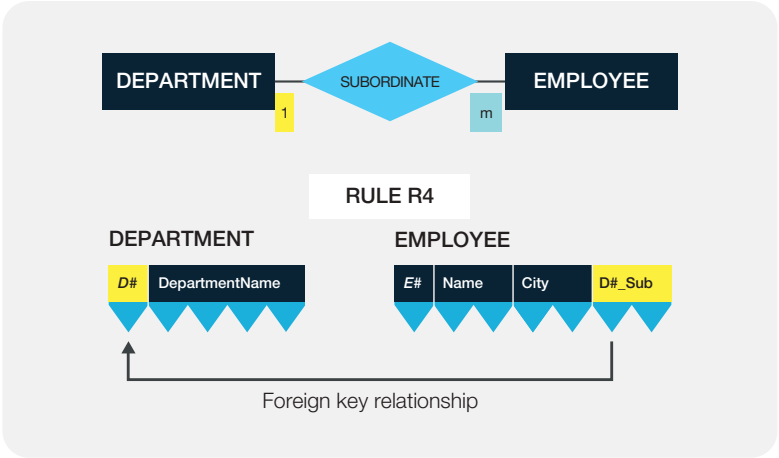 DEPARTMENT
SUBORDINATE
EMPLOYEE
1
m
RULE R4
DEPARTMENT
EMPLOYEE
D# DepartmentName
E# Name City D#_Sub
Foreign key relationship